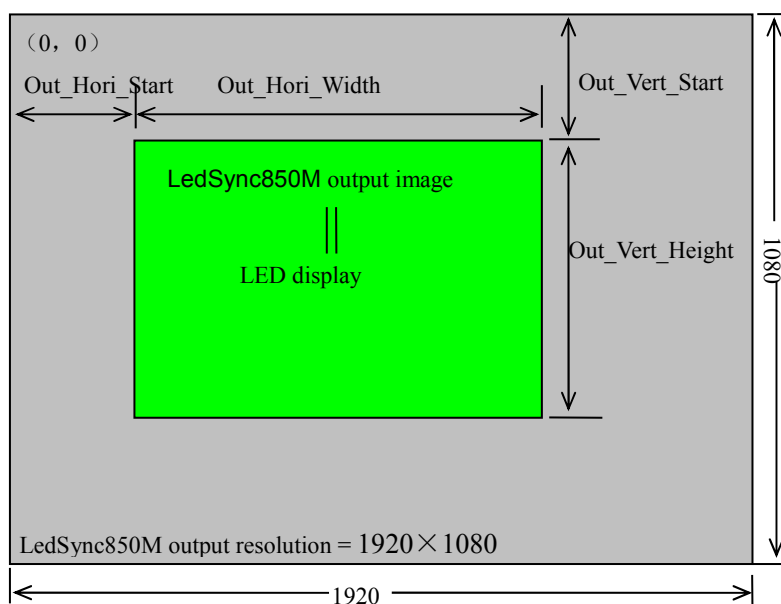 （0，0）
Out_Hori_Start
Out_Hori_Width
Out_Vert_Start
LedSync850M output image
||
LED display
Out_Vert_Height
1080
LedSync850M output resolution = 1920×1080
1920